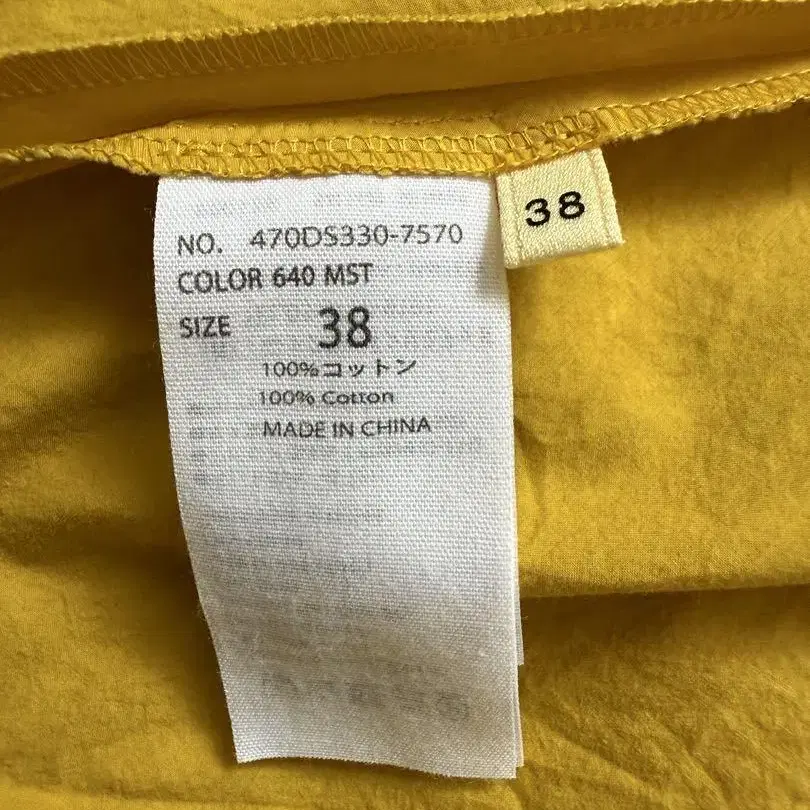 NO. 470DS330-7570
COLOR 640 MST
SIZE 38
100%コットン
100% Cotton
MADE IN CHINA
38